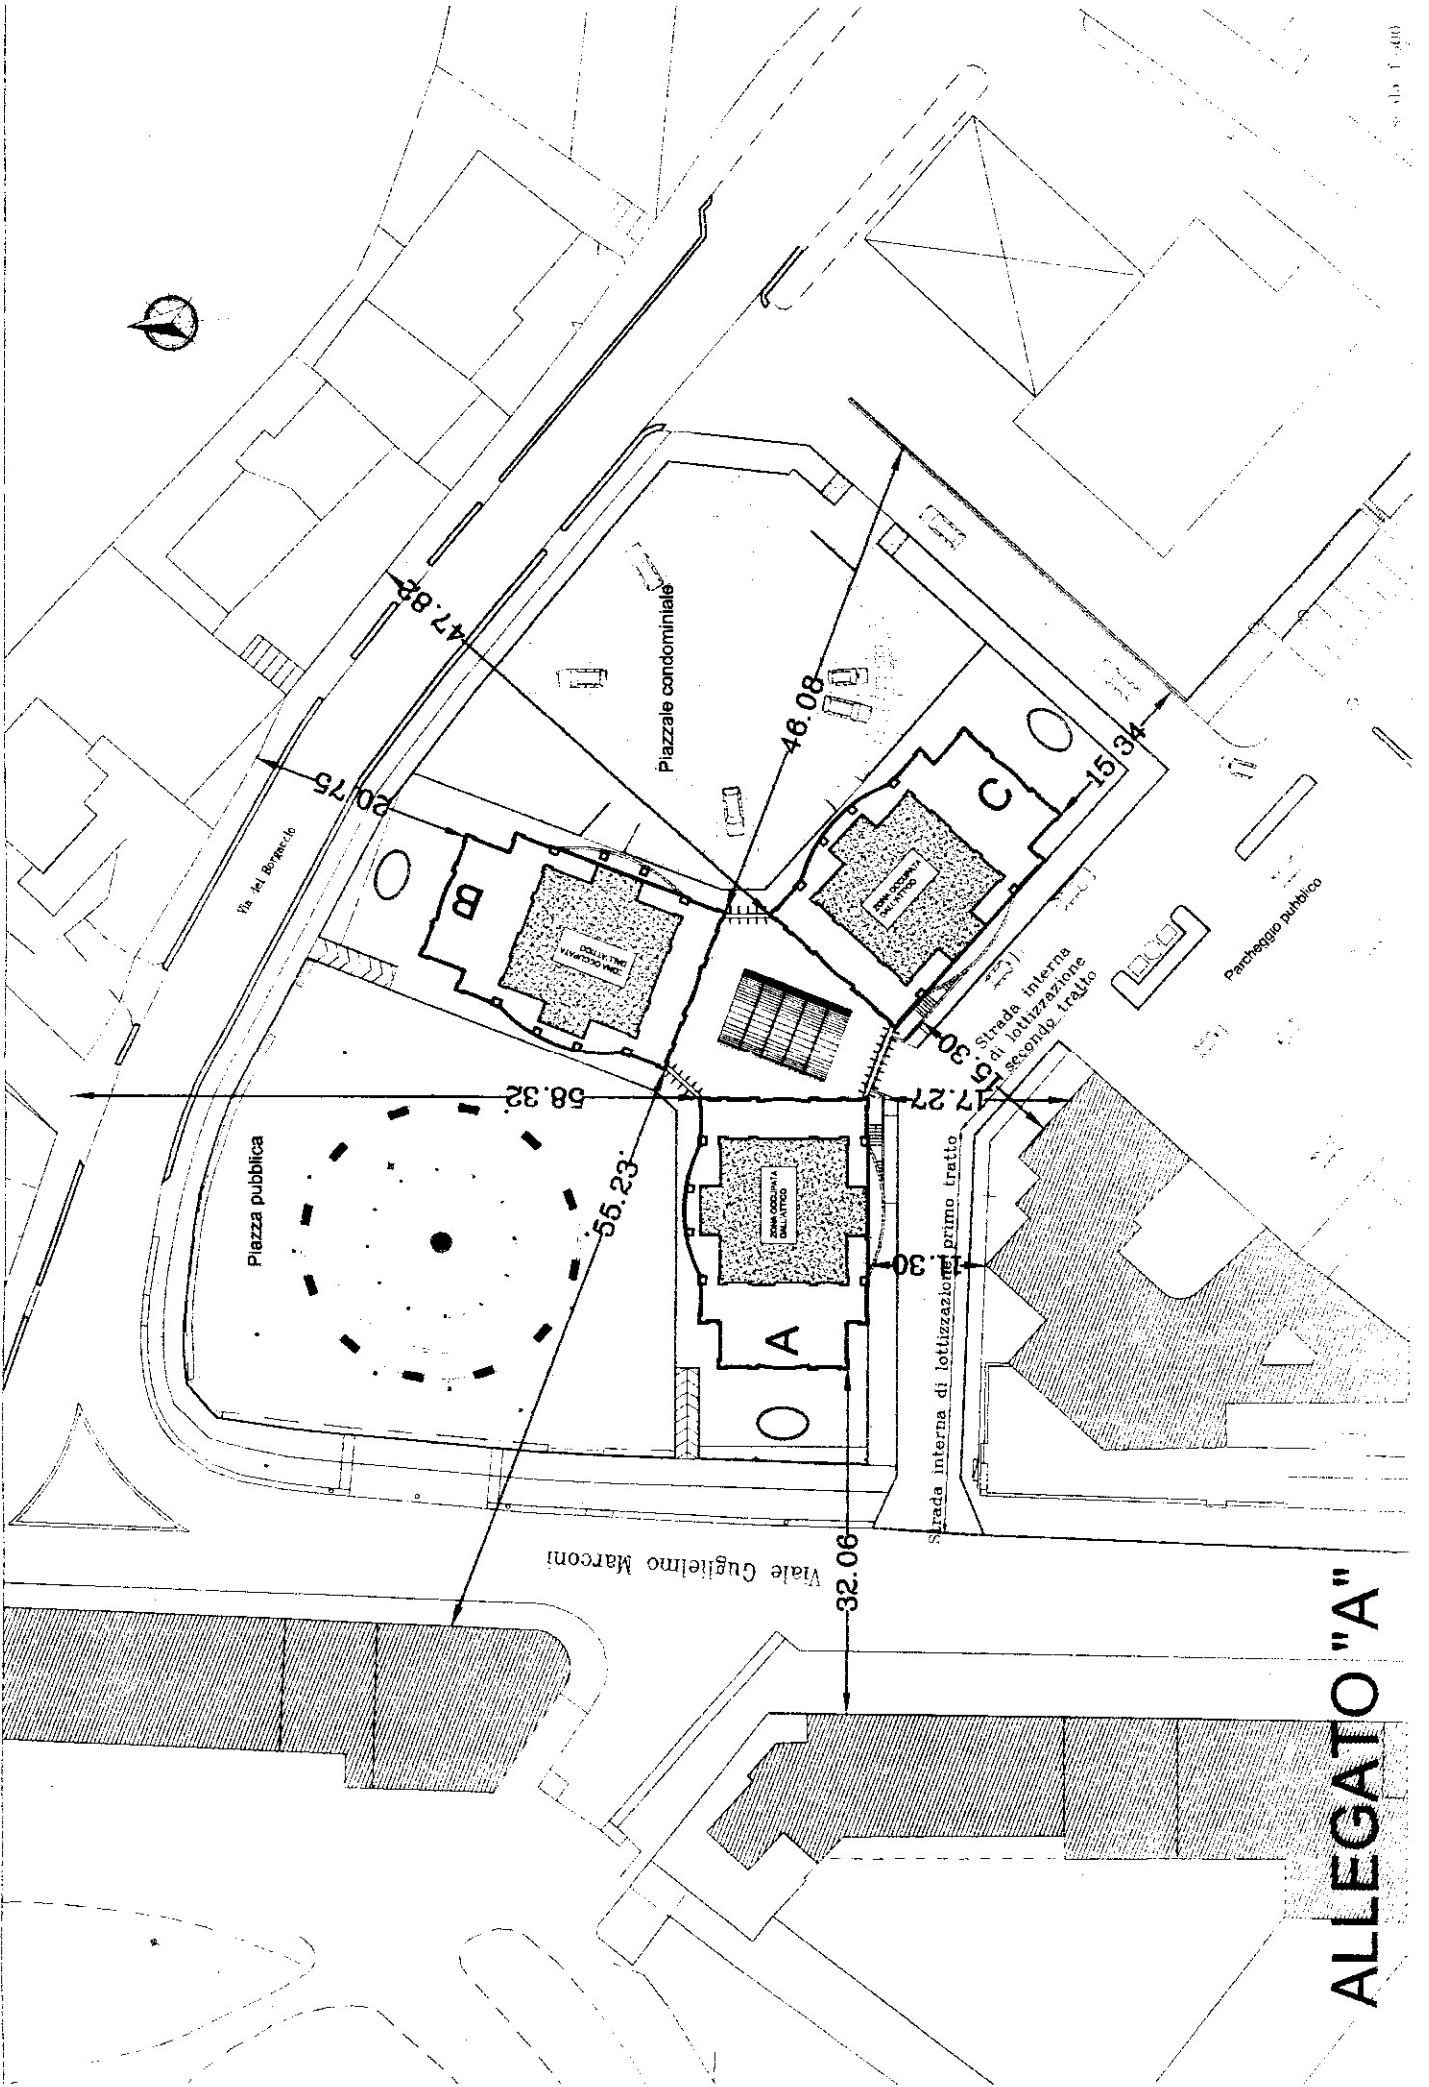 Via del Borgaccio
Piazza pubblica
Piazzale condominiale
47.82
20.75
58.32
55.23
46.08
15.34
15.30
17.27
11.30
32.06
B
ZONA OCCUPATA
DALL'ATTICO
C
ZONA OCCUPATA
DALL'ATTICO
A
ZONA OCCUPATA
DALL'ATTICO
Strada interna
di lottizzazione
secondo tratto
Strada interna di lottizzazione primo tratto
Parcheggio pubblico
Viale Guglielmo Marconi
ALLEGATO "A"